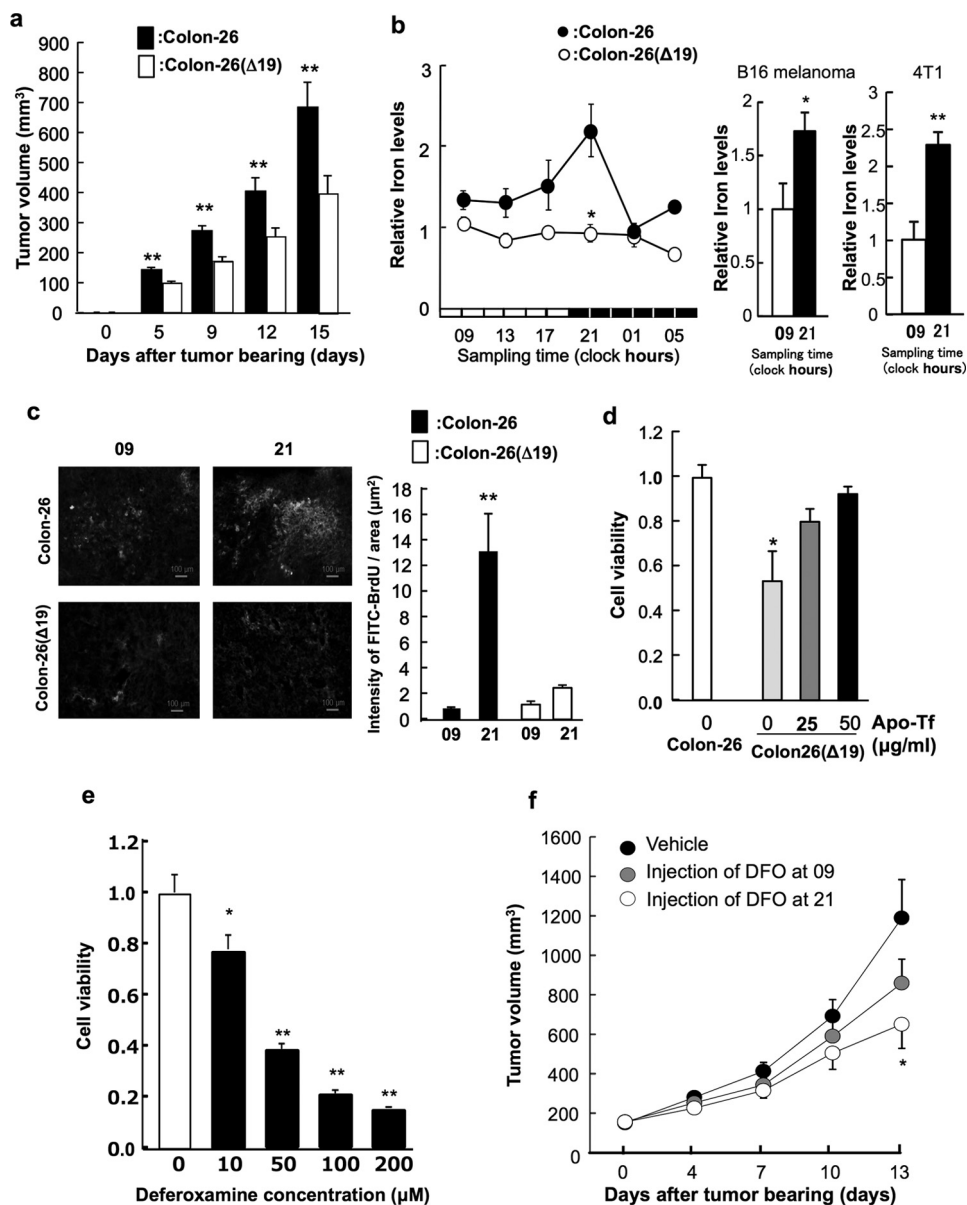 a
:Colon-26
:Colon-26(Δ19)
Tumor volume (mm³)
900
800
700
600
500
400
300
200
100
0
**
**
**
**
0 5 9 12 15
Days after tumor bearing (days)
b
:Colon-26
:Colon-26(Δ19)
Relative Iron levels
3
2
1
0
*
09 13 17 21 01 05
Sampling time (clock hours)
B16 melanoma
Relative Iron levels
2
1.5
1
0.5
0
*
09 21
Sampling time
(clock hours)
4T1
Relative Iron levels
3
2.5
2
1.5
1
0.5
0
**
09 21
Sampling time
(clock hours)
c
09 21
Colon-26
100 μm
100 μm
Colon-26(Δ19)
100 μm
100 μm
:Colon-26
:Colon-26(Δ19)
Intensity of FITC-BrdU / area (μm²)
18
16
14
12
10
8
6
4
2
0
**
09 21 09 21
d
Cell viability
1.2
1.0
0.8
0.6
0.4
0.2
0.0
*
0 0 25 50 Apo-Tf
Colon-26 Colon26(Δ19) (μg/ml)
e
Cell viability
1.2
1.0
0.8
0.6
0.4
0.2
0.0
*
**
**
**
0 10 50 100 200
Deferoxamine concentration (μM)
f
Vehicle
Injection of DFO at 09
Injection of DFO at 21
Tumor volume (mm³)
1600
1400
1200
1000
800
600
400
200
0
*
0 4 7 10 13
Days after tumor bearing (days)